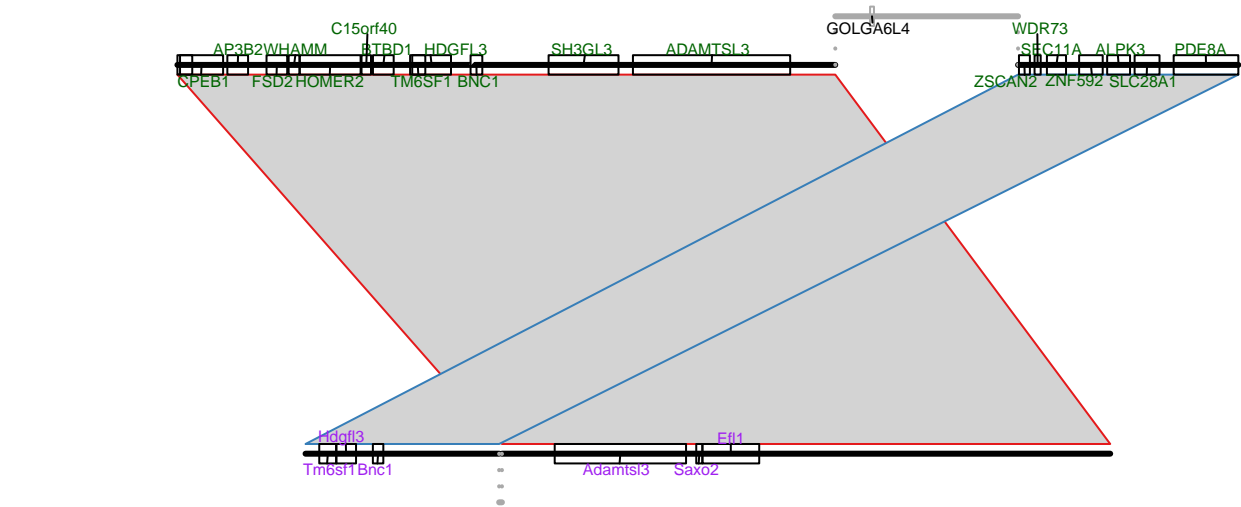 C15orf40 GOLGA6L4 WDR73
AP3B2 WHAMM BTBD1 HDGFL3 SH3GL3 ADAMTSL3 SEC11A ALPK3 PDE8A
CPEB1 FSD2 HOMER2 TM6SF1 BNC1 ZSCAN2 ZNF592 SLC28A1
Hdgfl3 Efl1
Tm6sf1 Bnc1 Adamtsl3 Saxo2